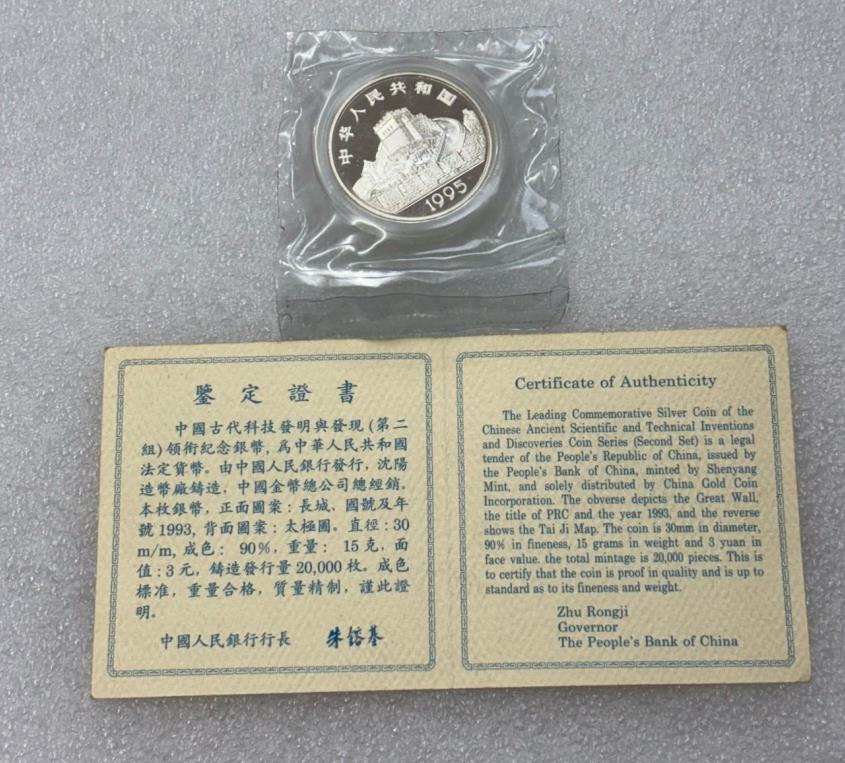 中华人民共和国
1995
鑒定證書
中國古代科技發明與發現(第二
組)領銜紀念銀幣,爲中華人民共和國
法定貨幣。由中國人民銀行發行,沈陽
造幣廠鑄造,中國金幣總公司總經銷。
本枚銀幣,正面圖案:長城、國號及年
號1993,背面圖案:太極圖。直徑:30
m/m,成色: 90%,重量: 15克,面
值:3元,鑄造發行量20,000枚。成色
標准,重量合格,質量精制,謹此證
明。
中國人民銀行行長 朱镕基
Certificate of Authenticity
The Leading Commemorative Silver Coin of the
Chinese Ancient Scientific and Technical Inventions
and Discoveries Coin Series (Second Set) is a legal
tender of the People's Republic of China, issued by
the People's Bank of China, minted by Shenyang
Mint, and solely distributed by China Gold Coin
Incorporation. The obverse depicts the Great Wall,
the title of PRC and the year 1993, and the reverse
shows the Tai Ji Map. The coin is 30mm in diameter,
90% in fineness, 15 grams in weight and 3 yuan in
face value. the total mintage is 20,000 pieces. This is
to certify that the coin is proof in quality and is up to
standard as to its fineness and weight.
Zhu Rongji
Governor
The People's Bank of China